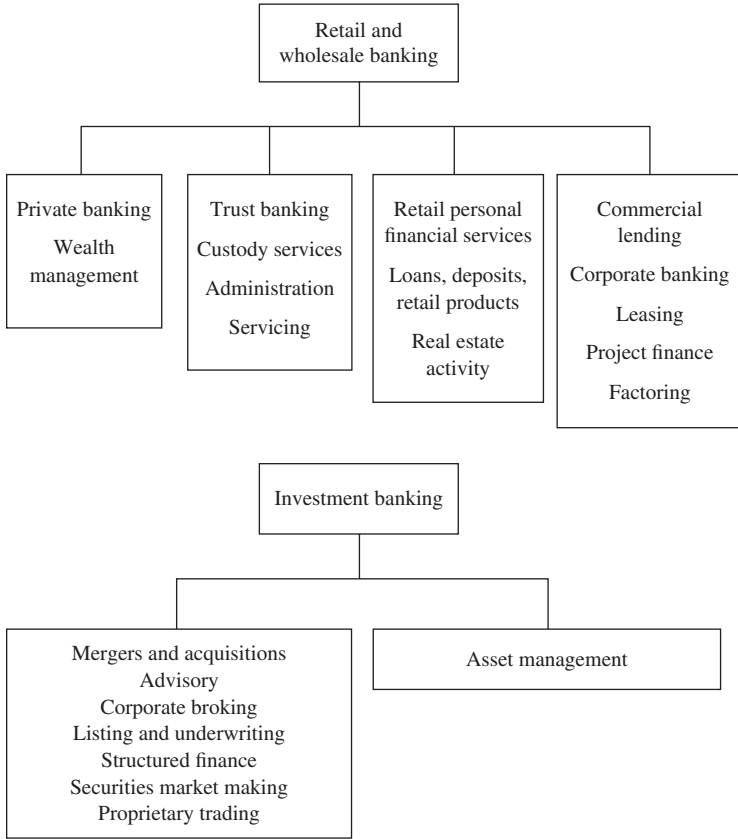 Retail and
wholesale banking
Private banking
Wealth
management
Trust banking
Custody services
Administration
Servicing
Retail personal
financial services
Loans, deposits,
retail products
Real estate
activity
Commercial
lending
Corporate banking
Leasing
Project finance
Factoring
Investment banking
Mergers and acquisitions
Advisory
Corporate broking
Listing and underwriting
Structured finance
Securities market making
Proprietary trading
Asset management